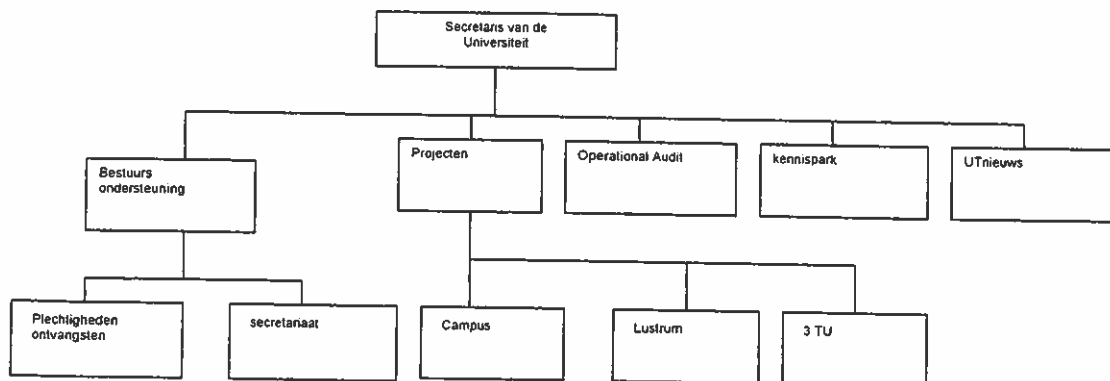 Secretaris van de
Universiteit
Bestuurs
ondersteuning
Projecten
Operational Audit
kennispark
UTnieuws
Plechtigheden
ontvangsten
secretariaat
Campus
Lustrum
3 TU